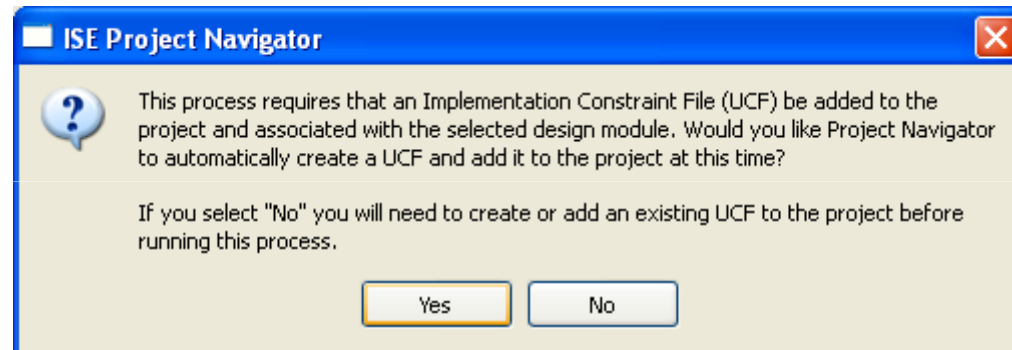 ISE Project Navigator
This process requires that an Implementation Constraint File (UCF) be added to the
project and associated with the selected design module. Would you like Project Navigator
to automatically create a UCF and add it to the project at this time?
If you select "No" you will need to create or add an existing UCF to the project before
running this process.
Yes
No